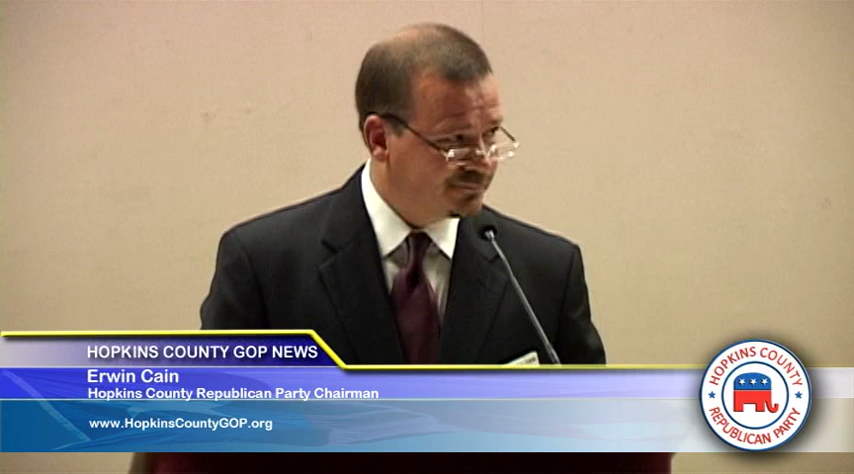 HOPKINS COUNTY GOP NEWS
Erwin Cain
Hopkins County Republican Party Chairman
www.HopkinsCountyGOP.org
HOPKINS COUNTY
REPUBLICAN PARTY